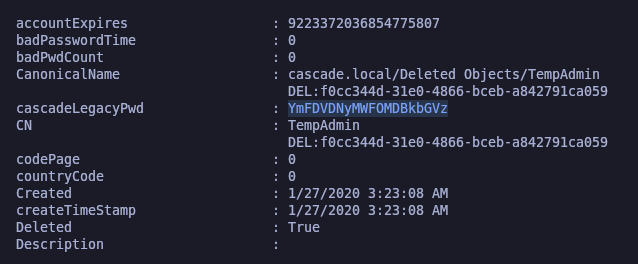 accountExpires : 9223372036854775807
badPasswordTime : 0
badPwdCount : 0
CanonicalName : cascade.local/Deleted Objects/TempAdmin
DEL:f0cc344d-31e0-4866-bceb-a842791ca059
cascadeLegacyPwd : YmFDVDNyMWFOMDBkbGVz
CN : TempAdmin
DEL:f0cc344d-31e0-4866-bceb-a842791ca059
codePage : 0
countryCode : 0
Created : 1/27/2020 3:23:08 AM
createTimeStamp : 1/27/2020 3:23:08 AM
Deleted : True
Description :